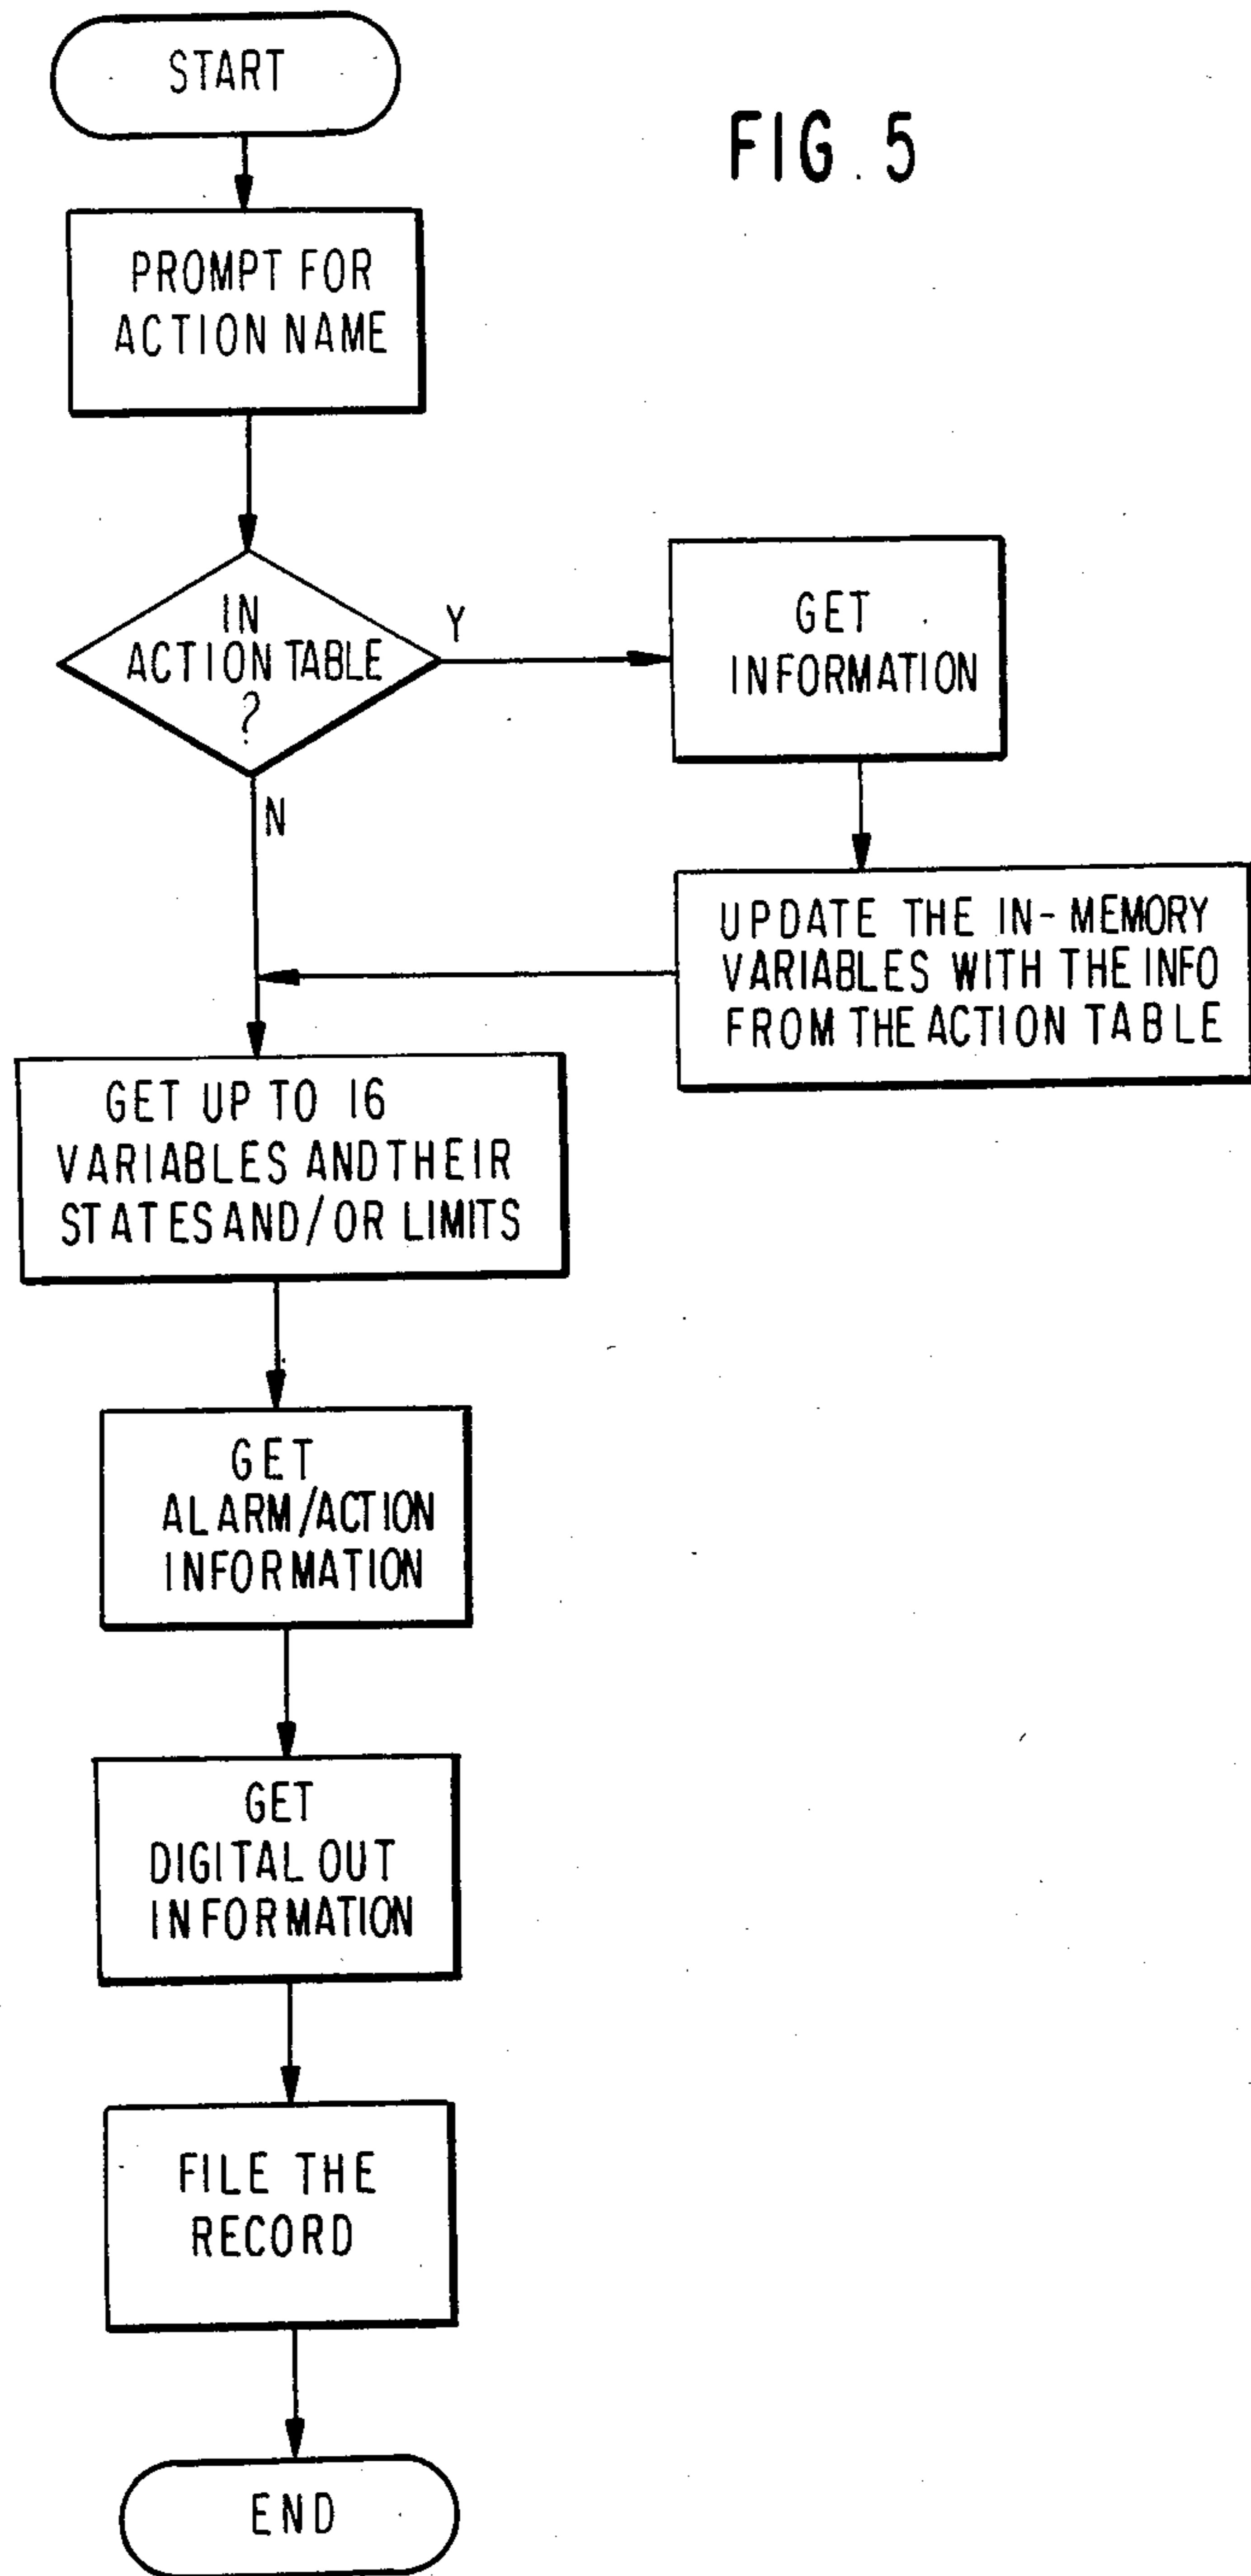 START
FIG. 5
PROMPT FOR
ACTION NAME
IN
ACTION TABLE
?
Y
GET
INFORMATION
N
UPDATE THE IN-MEMORY
VARIABLES WITH THE INFO
FROM THE ACTION TABLE
GET UP TO 16
VARIABLES AND THEIR
STATES AND/OR LIMITS
GET
ALARM/ACTION
INFORMATION
GET
DIGITAL OUT
INFORMATION
FILE THE
RECORD
END